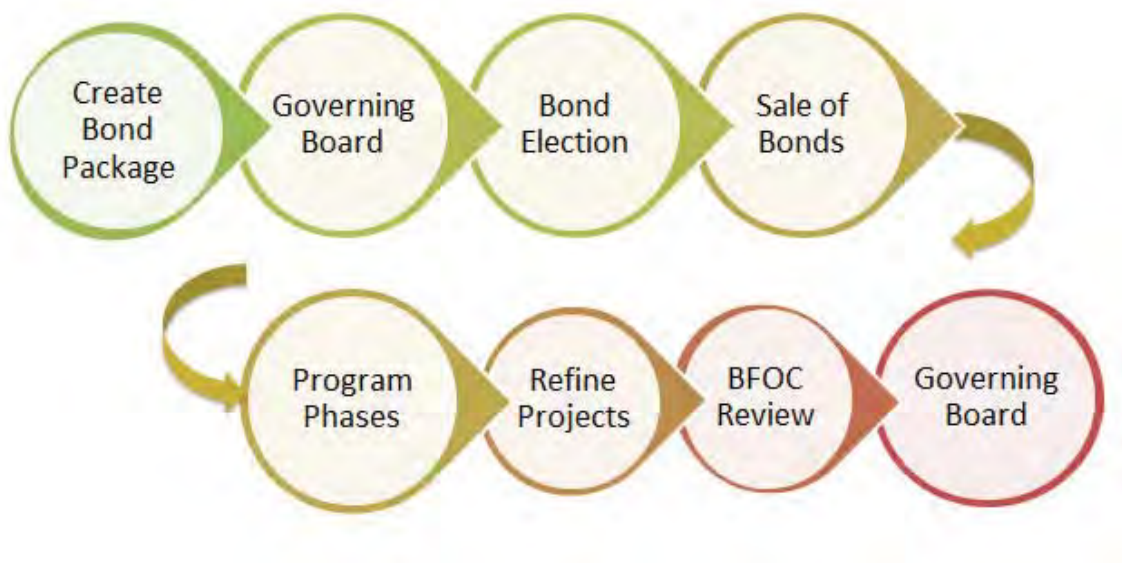 Create
Bond
Package
Governing
Board
Bond
Election
Sale of
Bonds
Program
Phases
Refine
Projects
BFOC
Review
Governing
Board